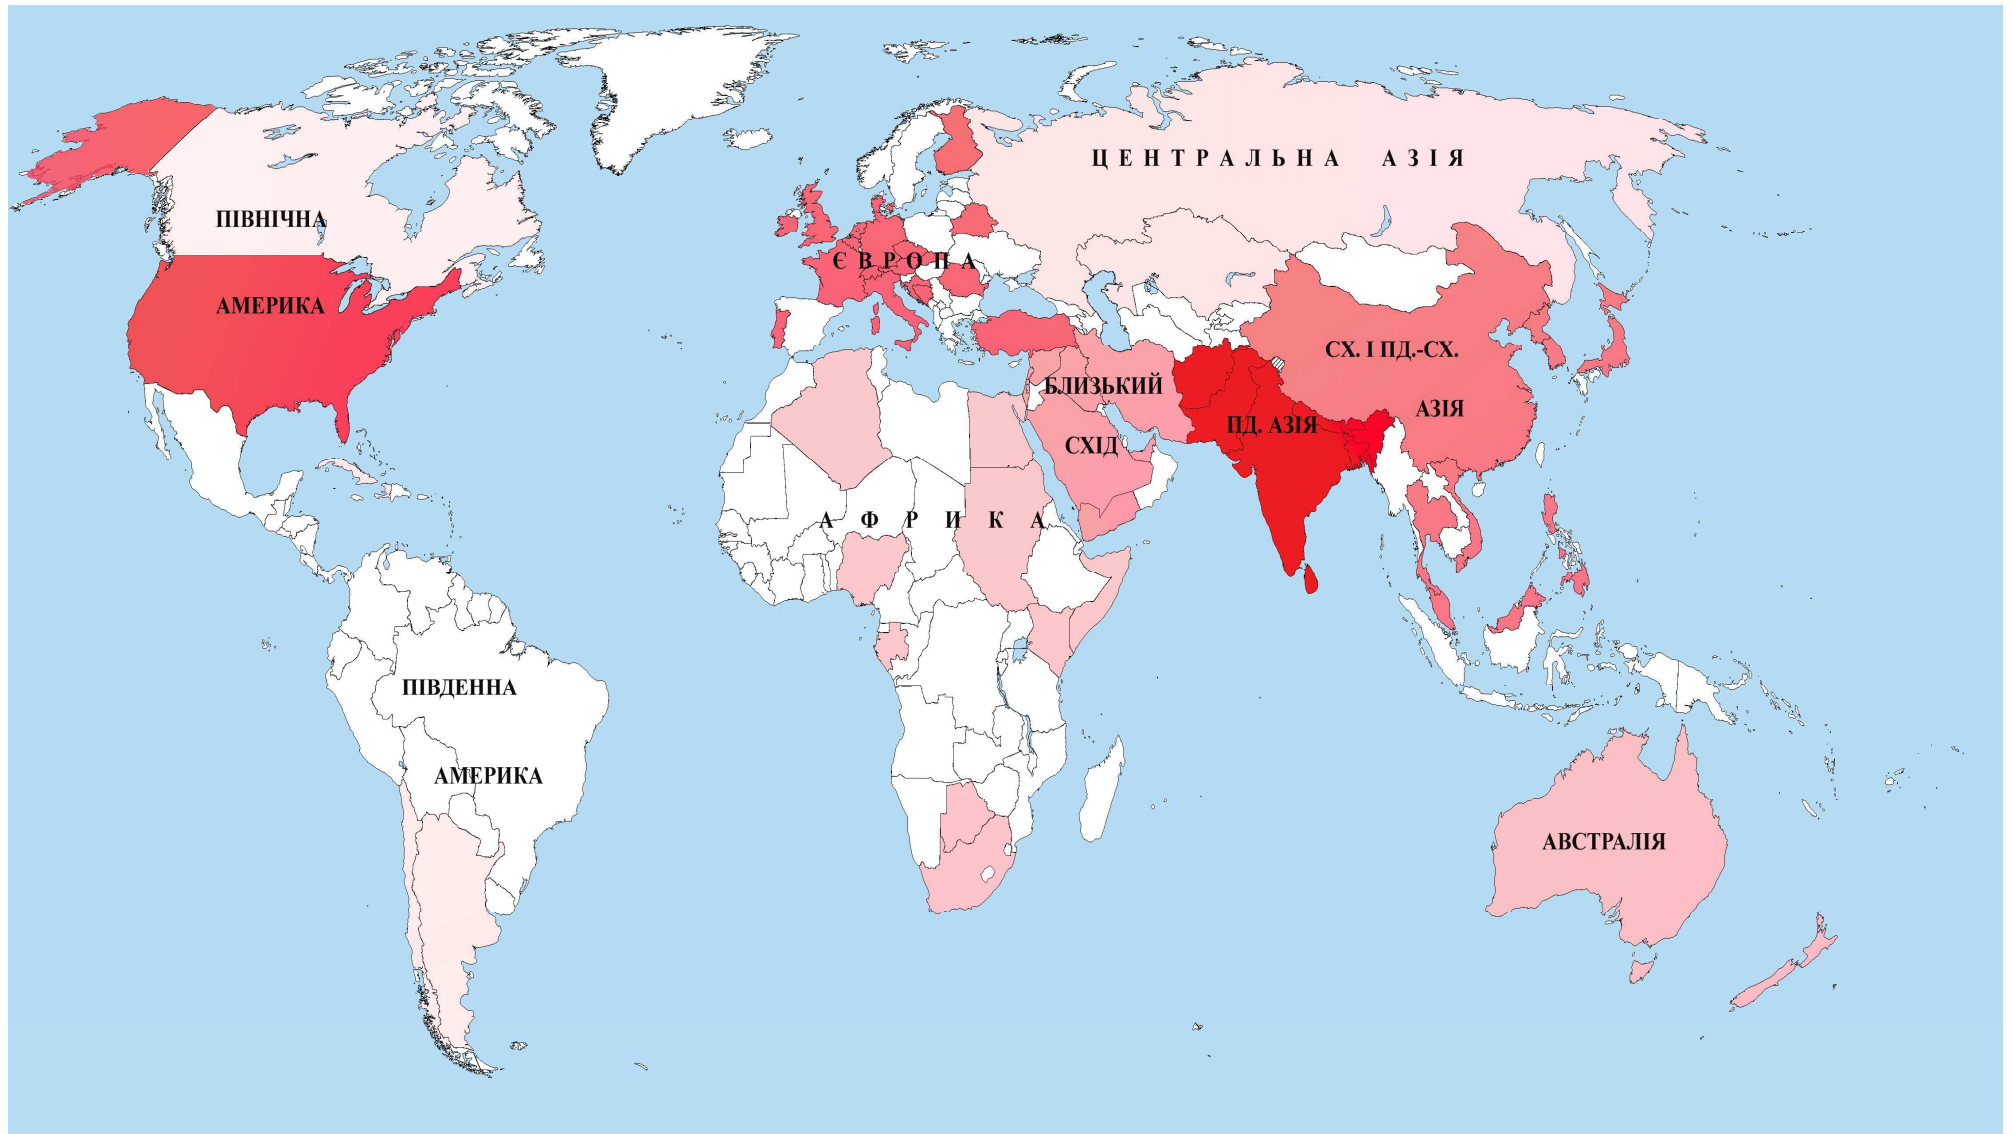 ЦЕНТРАЛЬНА АЗІЯ
ПІВНІЧНА
АМЕРИКА
ЄВРОПА
СХ. І ПД.-СХ.
АЗІЯ
БЛИЗЬКИЙ
СХІД
ПД. АЗІЯ
АФРИКА
ПІВДЕННА
АМЕРИКА
АВСТРАЛІЯ